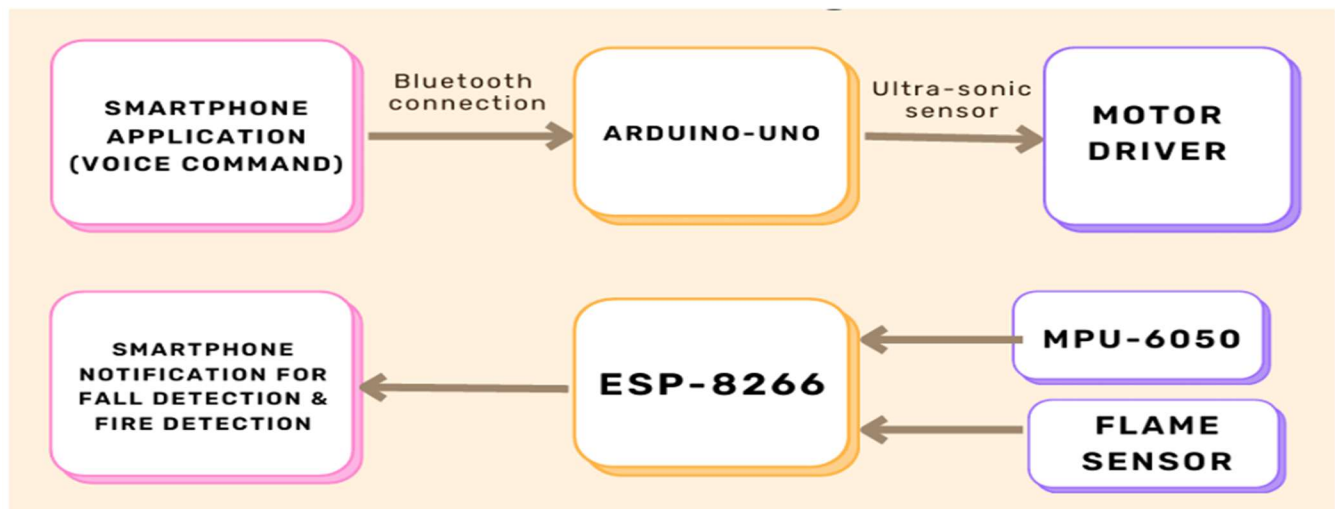 SMARTPHONE
APPLICATION
(VOICE COMMAND)
Bluetooth
connection
ARDUINO-UNO
Ultra-sonic
sensor
MOTOR
DRIVER
SMARTPHONE
NOTIFICATION FOR
FALL DETECTION &
FIRE DETECTION
ESP-8266
MPU-6050
FLAME
SENSOR